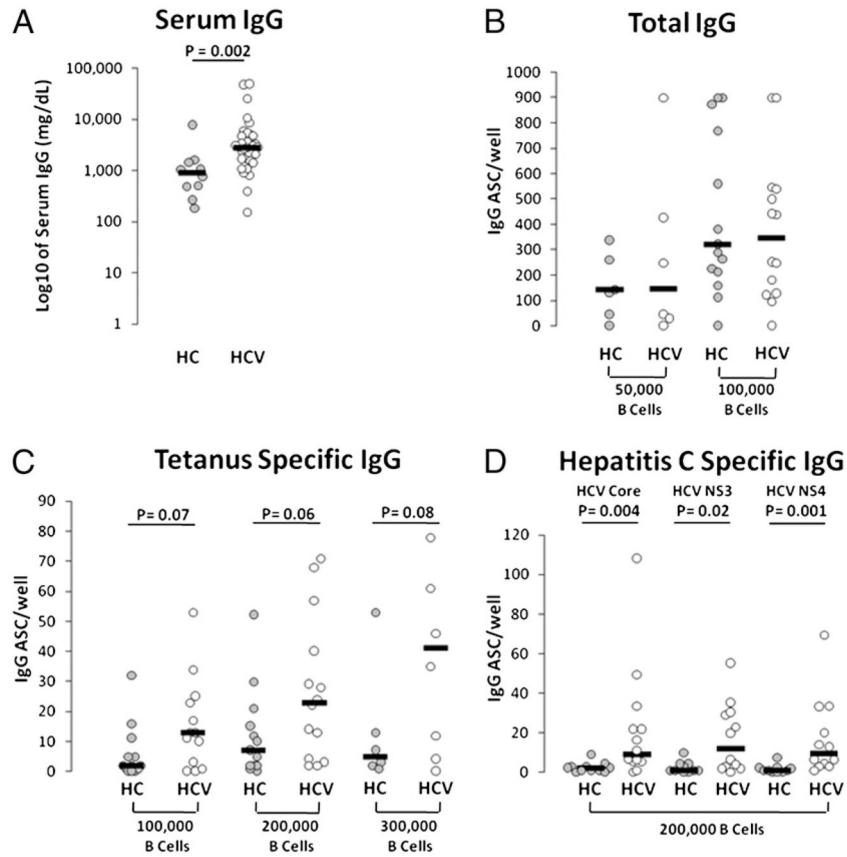 A
Serum IgG
P = 0.002
Log10 of Serum IgG (mg/dL)
100,000
10,000
1,000
100
10
1
HC
HCV
B
Total IgG
IgG ASC/well
1000
900
800
700
600
500
400
300
200
100
0
HC
HCV
HC
HCV
50,000
B Cells
100,000
B Cells
C
Tetanus Specific IgG
P= 0.07
P= 0.06
P= 0.08
IgG ASC/well
90
80
70
60
50
40
30
20
10
0
HC
HCV
HC
HCV
HC
HCV
100,000
B Cells
200,000
B Cells
300,000
B Cells
D
Hepatitis C Specific IgG
HCV Core
P= 0.004
HCV NS3
P= 0.02
HCV NS4
P= 0.001
IgG ASC/well
120
100
80
60
40
20
0
HC
HCV
HC
HCV
HC
HCV
200,000 B Cells